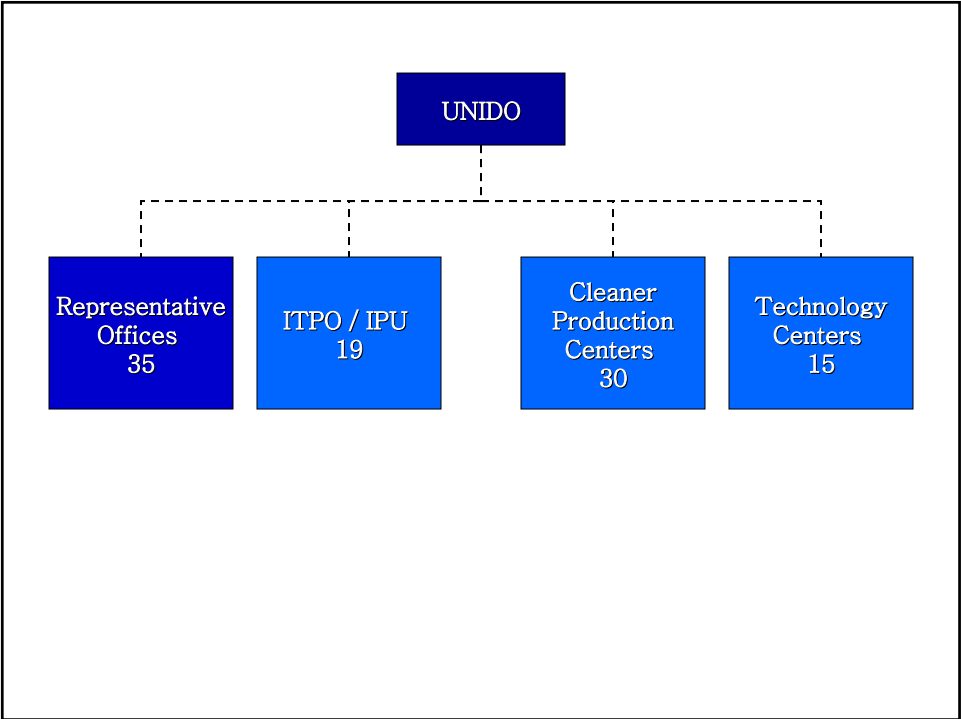 UNIDO
Representative
Offices
35
ITPO / IPU
19
Cleaner
Production
Centers
30
Technology
Centers
15